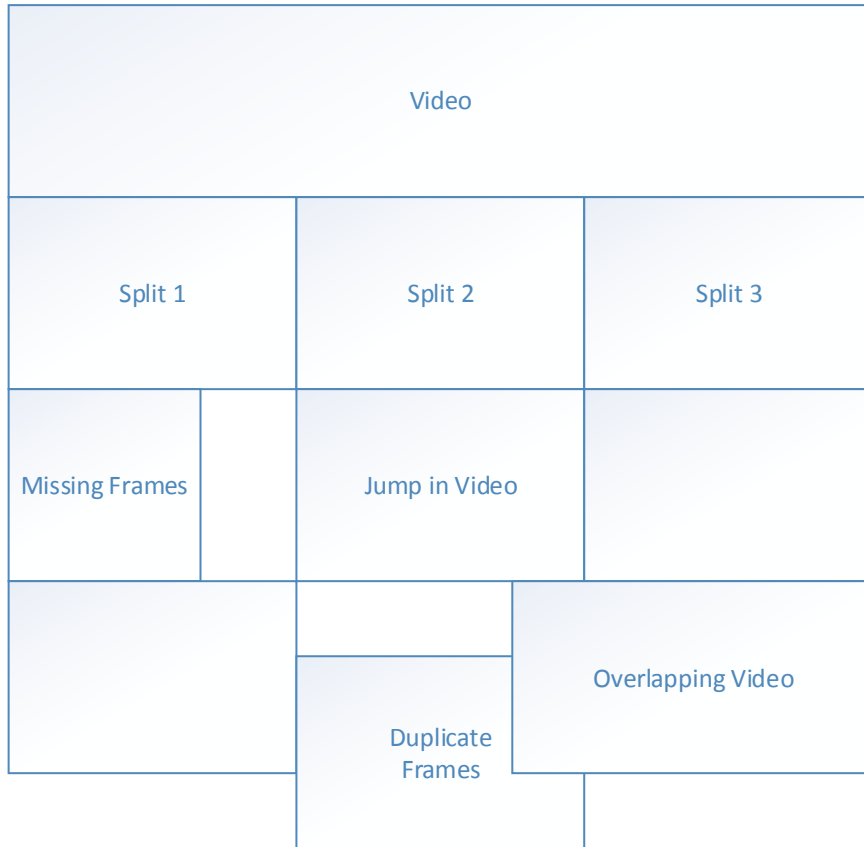 Video
Split 1
Split 2
Split 3
Missing Frames
Jump in Video
Overlapping Video
Duplicate
Frames